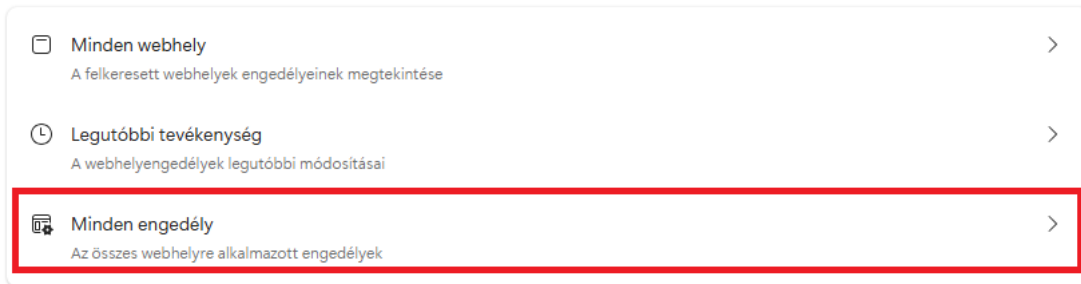 Minden webhely
A felkeresett webhelyek engedélyeinek megtekintése
Legutóbbi tevékenység
A webhelyengedélyek legutóbbi módosításai
Minden engedély
Az összes webhelyre alkalmazott engedélyek